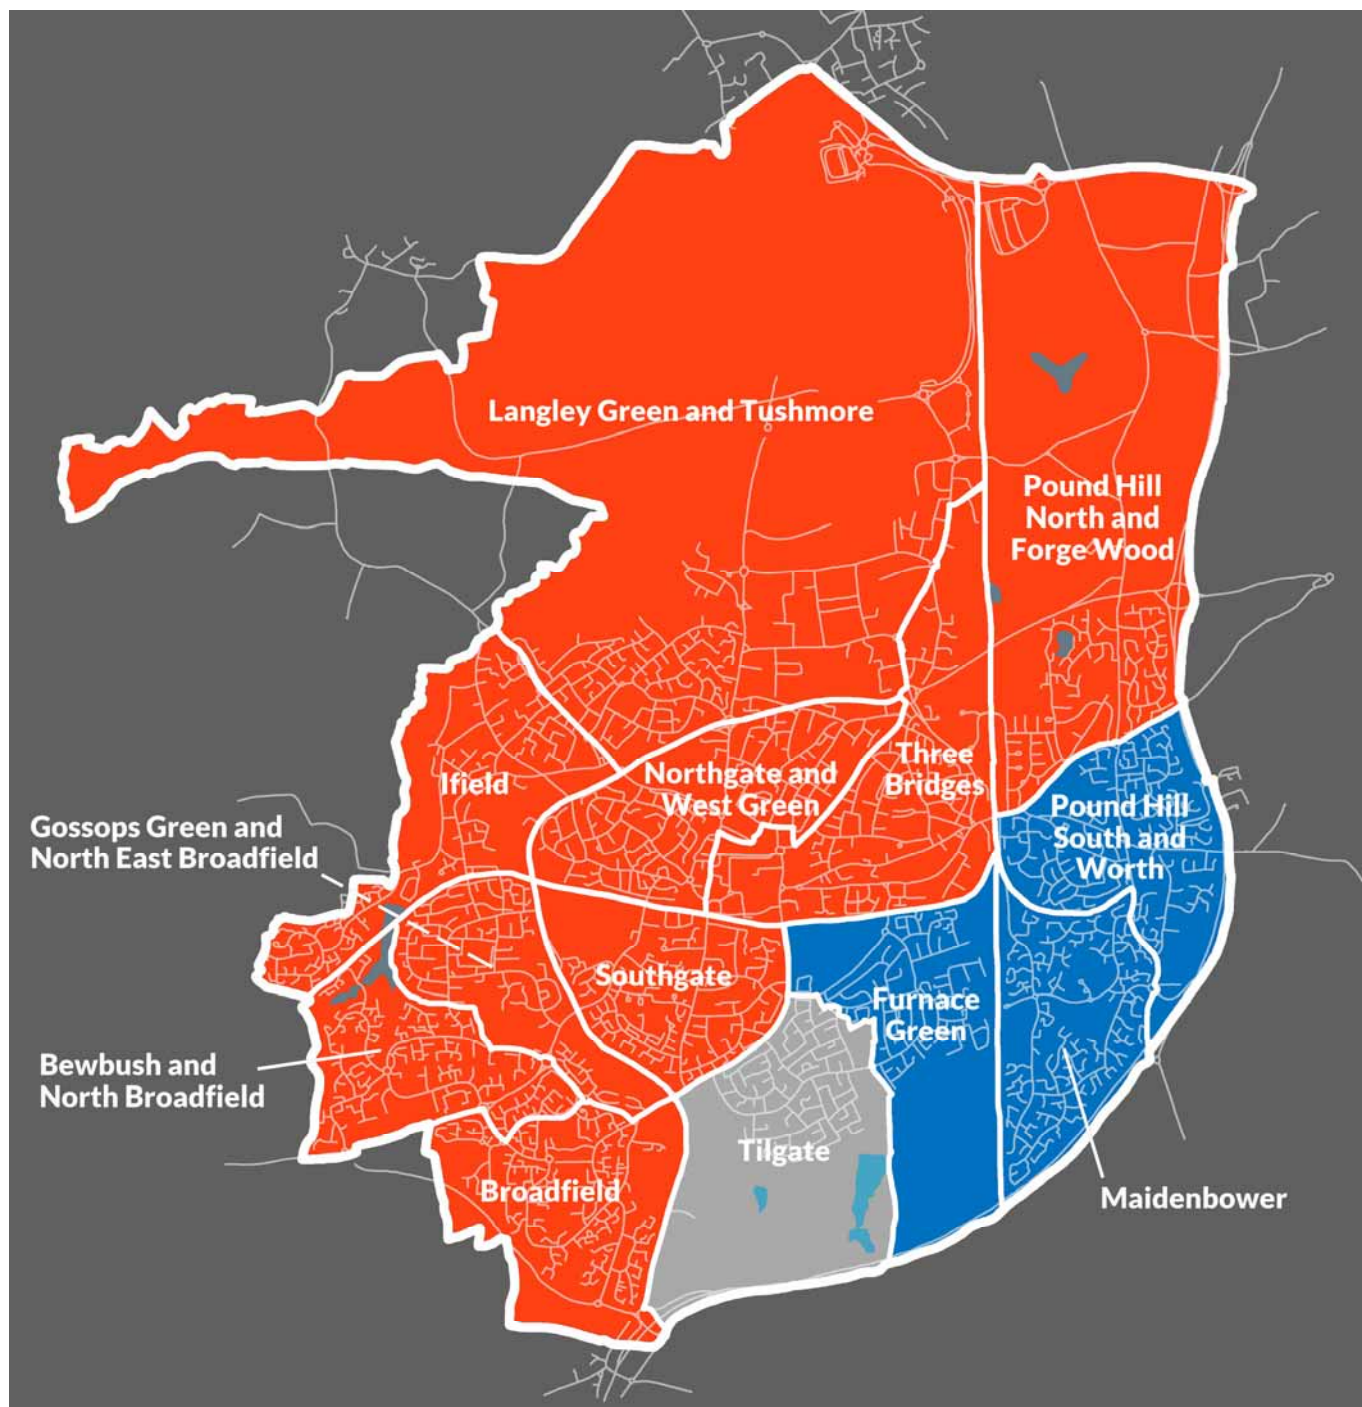 Langley Green and Tushmore
Pound Hill
North and
Forge Wood
Three
Bridges
Northgate and
West Green
Ifield
Pound Hill
South and
Worth
Gossops Green and
North East Broadfield
Southgate
Furnace
Green
Bewbush and
North Broadfield
Tilgate
Broadfield
Maidenbower